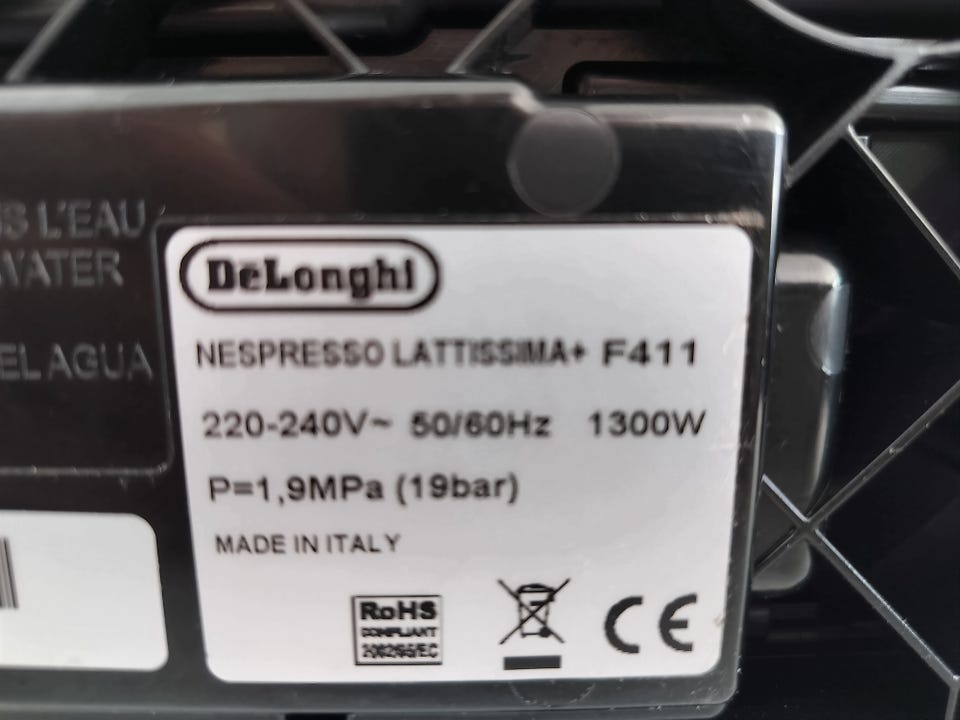 S L'EAU
WATER
EL AGUA
DeLonghi
NESPRESSO LATTISSIMA+ F411
220-240V~ 50/60Hz 1300W
P=1,9MPa (19bar)
MADE IN ITALY
RoHS
COMPLIANT
2002/95/EC
CE